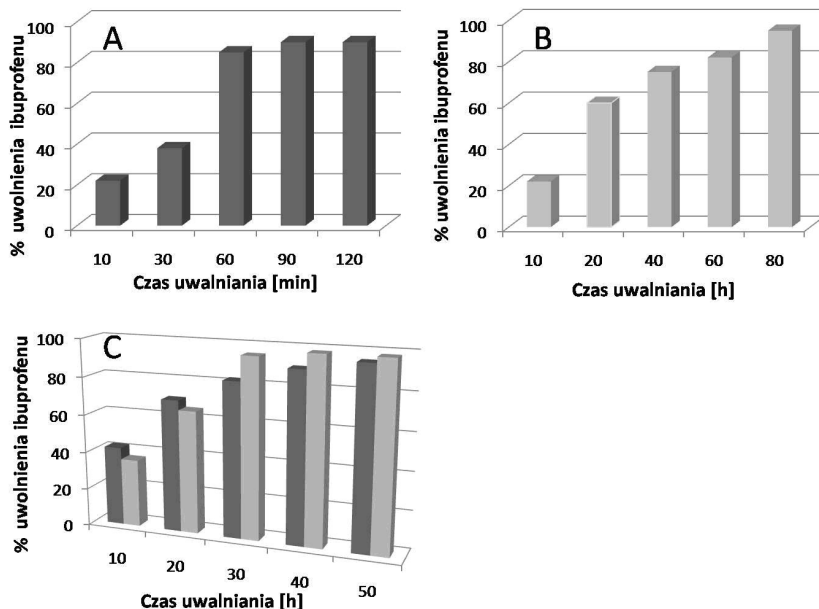 A
% uwolnienia ibuprofenu
100
80
60
40
20
0
10 30 60 90 120
Czas uwalniania [min]
B
% uwolnienia ibuprofenu
100
80
60
40
20
0
10 20 40 60 80
Czas uwalniania [h]
C
% uwolnienia ibuprofenu
100
80
60
40
20
0
10 20 30 40 50
Czas uwalniania [h]